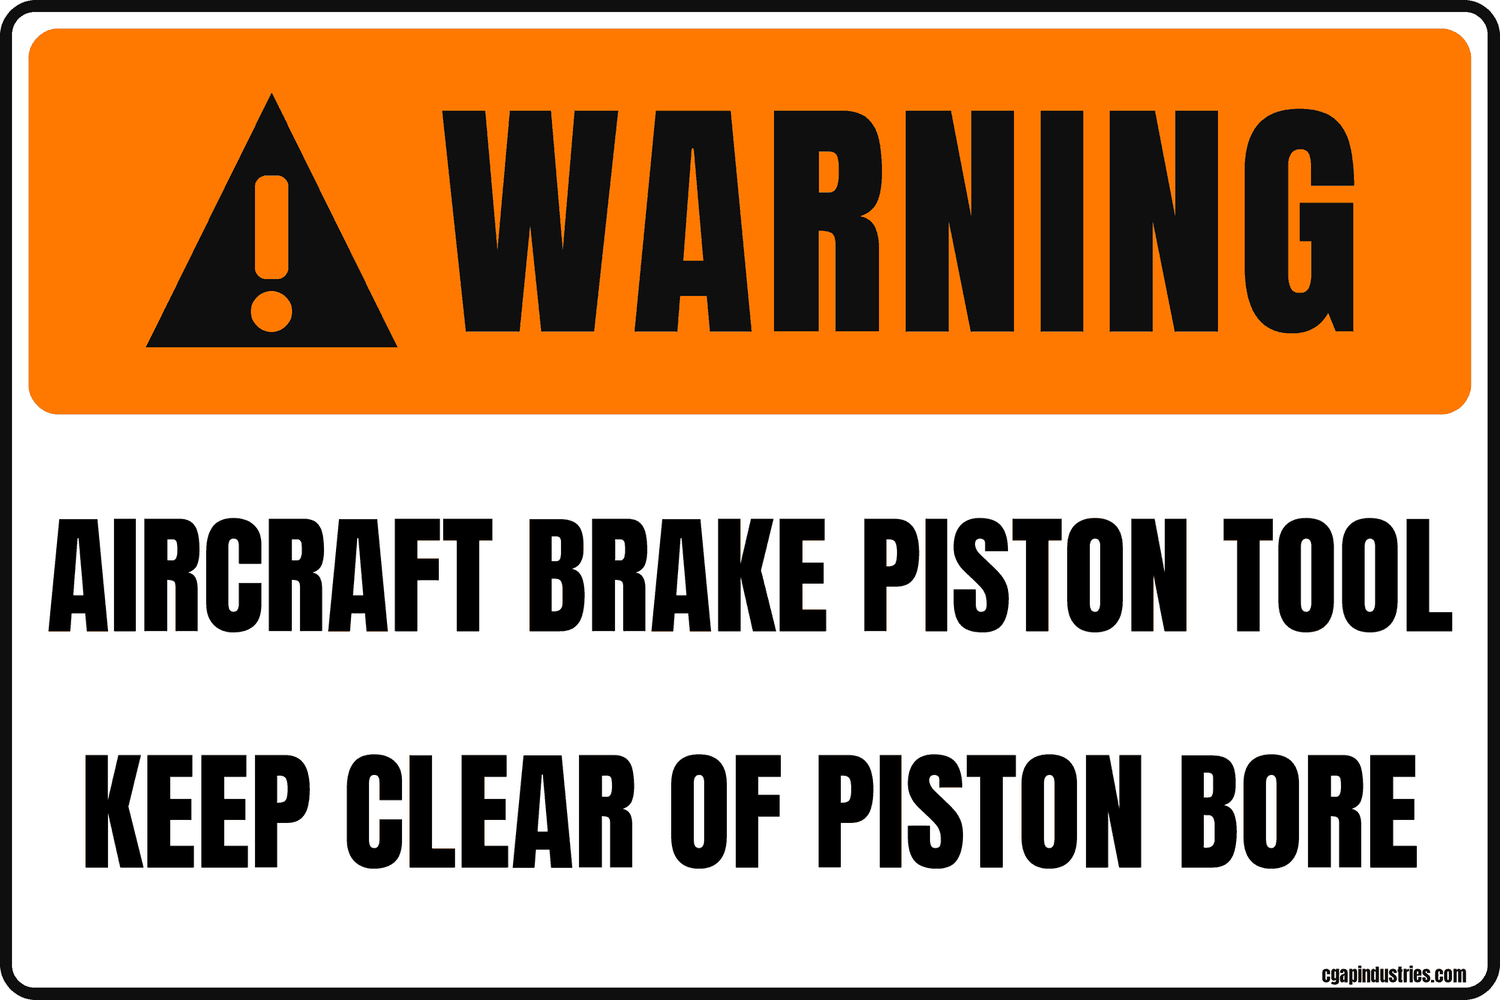 WARNING
AIRCRAFT BRAKE PISTON TOOL
KEEP CLEAR OF PISTON BORE
cgapindustries.com